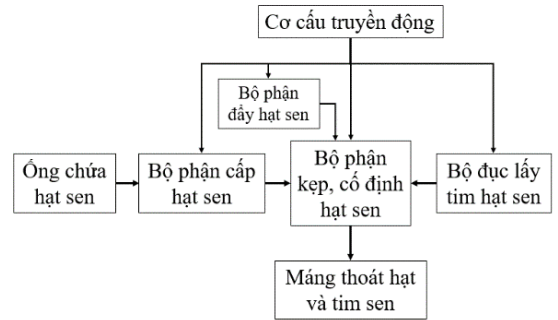 Cơ cấu truyền động
Bộ phận
đẩy hạt sen
Ống chứa
hạt sen
Bộ phận cấp
hạt sen
Bộ phận
kẹp, cố định
hạt sen
Bộ đục lấy
tim hạt sen
Máng thoát hạt
và tim sen